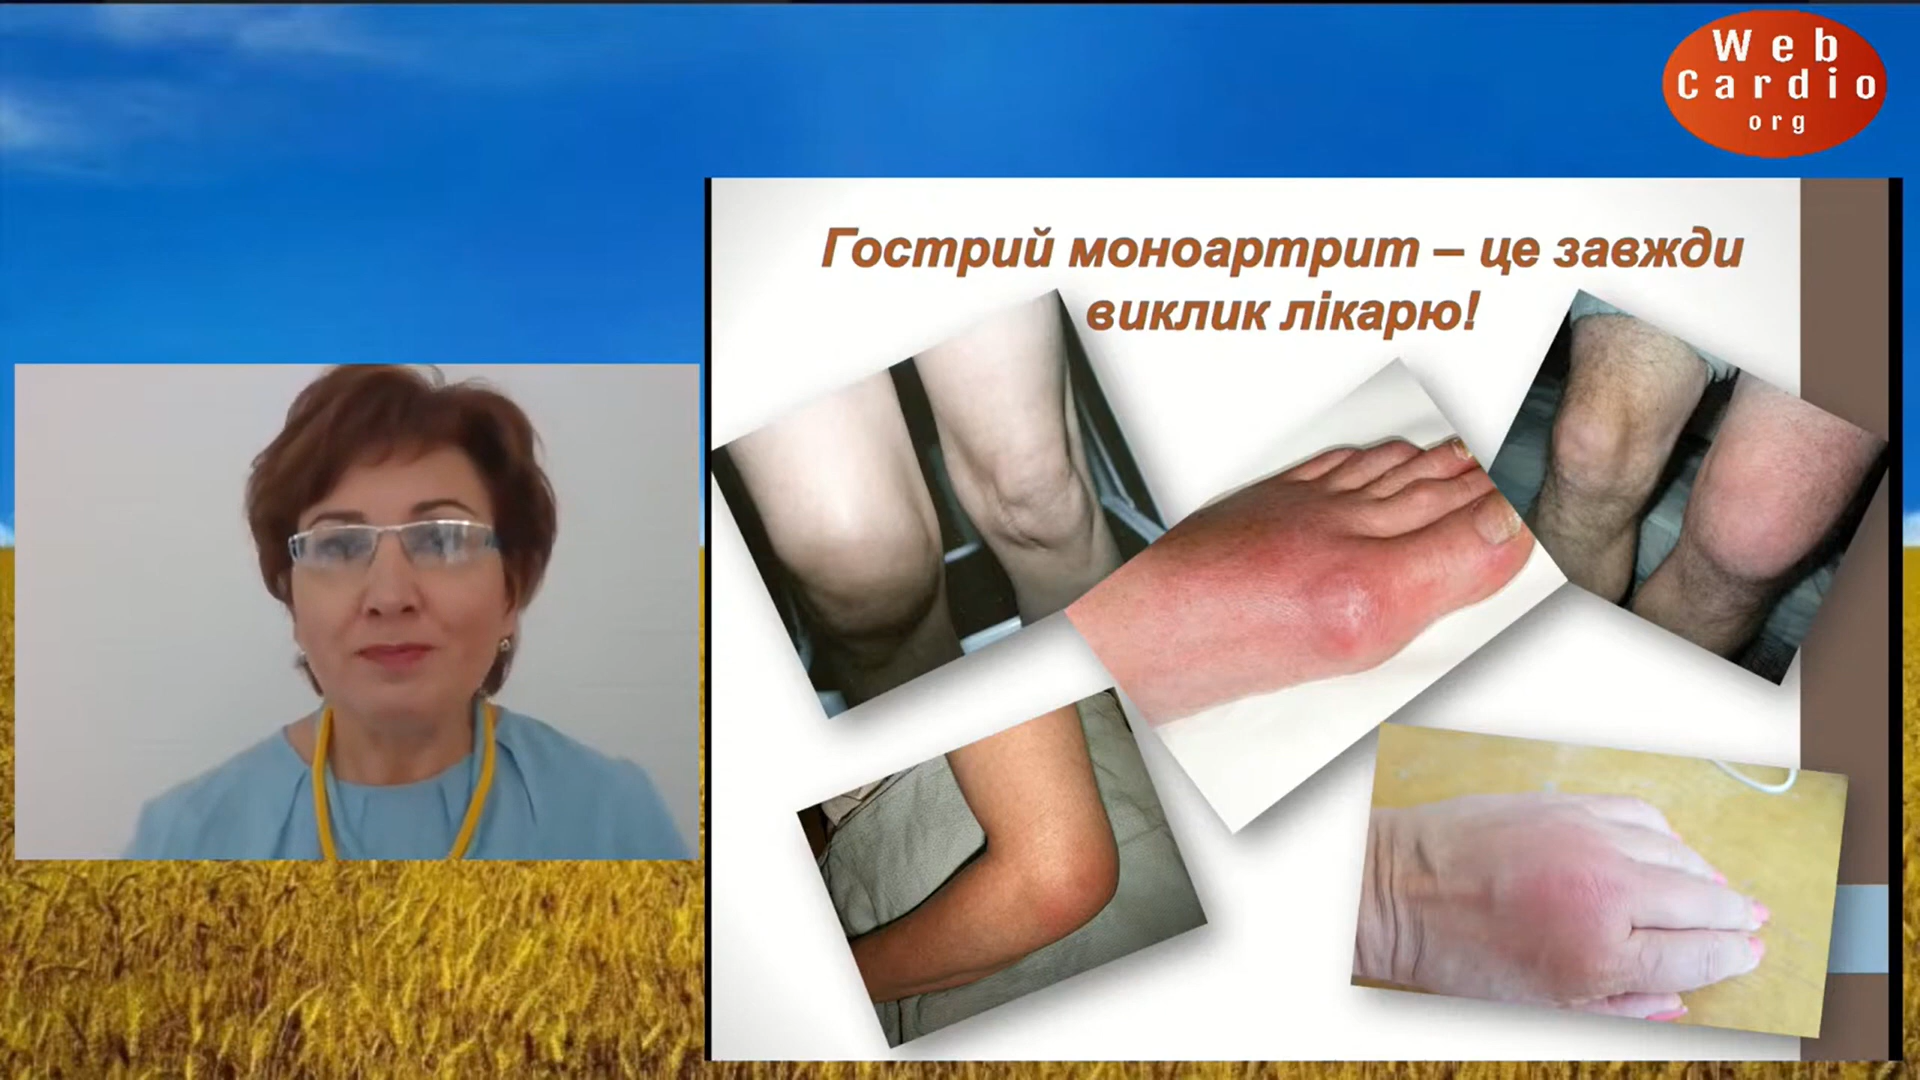 Web
Cardio
org
Гострий моноартрит – це завжди
виклик лікарю!